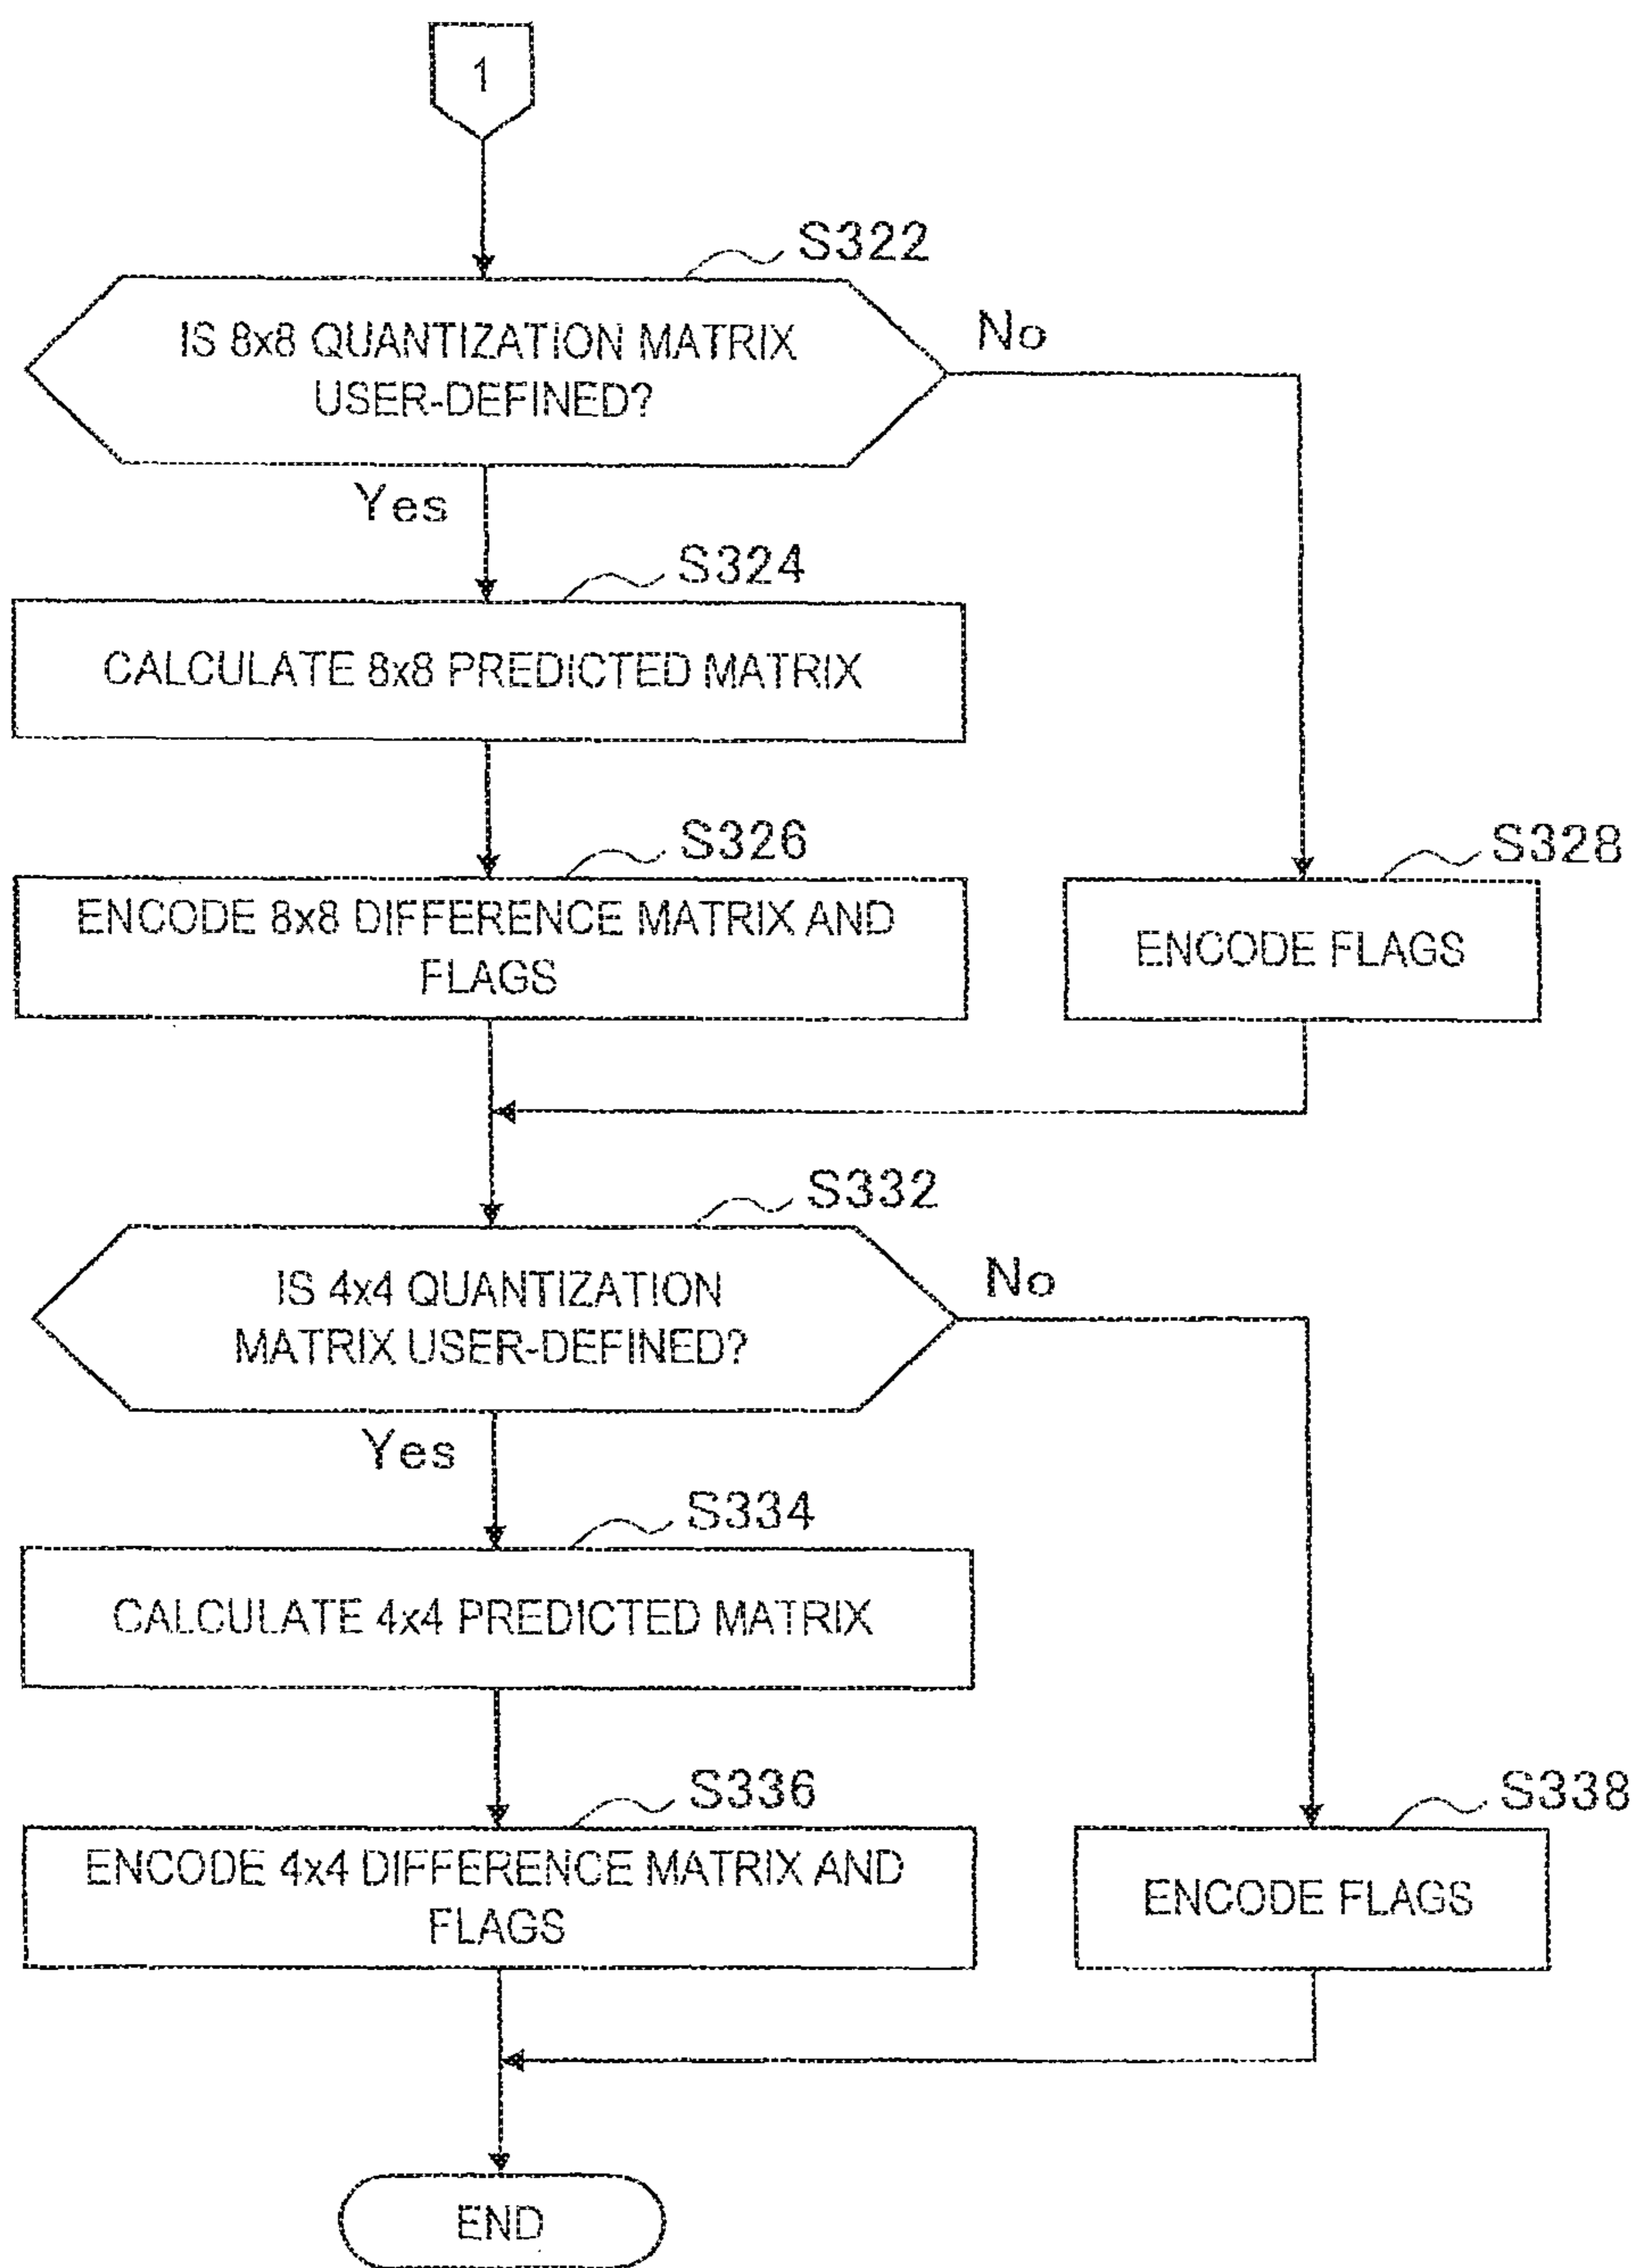 1
S322
IS 8x8 QUANTIZATION MATRIX
USER-DEFINED?
No
Yes
S324
CALCULATE 8x8 PREDICTED MATRIX
S326
S328
ENCODE 8x8 DIFFERENCE MATRIX AND
FLAGS
ENCODE FLAGS
S332
IS 4x4 QUANTIZATION
MATRIX USER-DEFINED?
No
Yes
S334
CALCULATE 4x4 PREDICTED MATRIX
S336
S338
ENCODE 4x4 DIFFERENCE MATRIX AND
FLAGS
ENCODE FLAGS
END